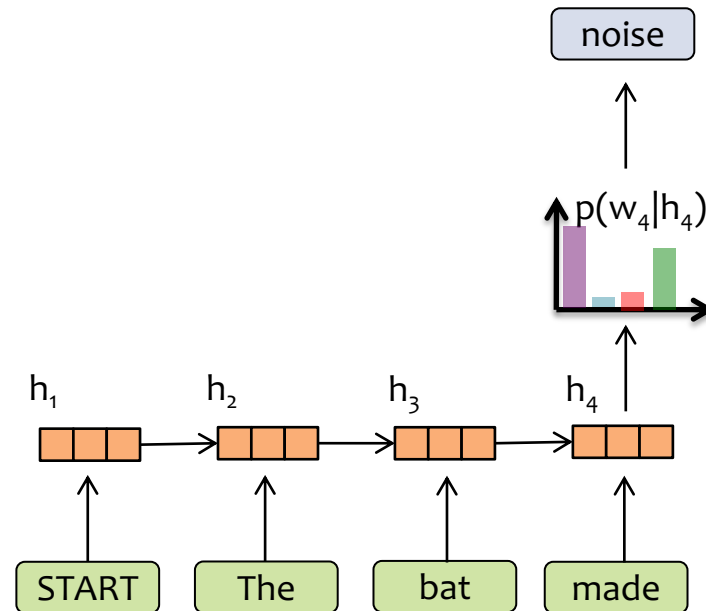 noise
p(w₄|h₄)
h₁ h₂ h₃ h₄
START The bat made